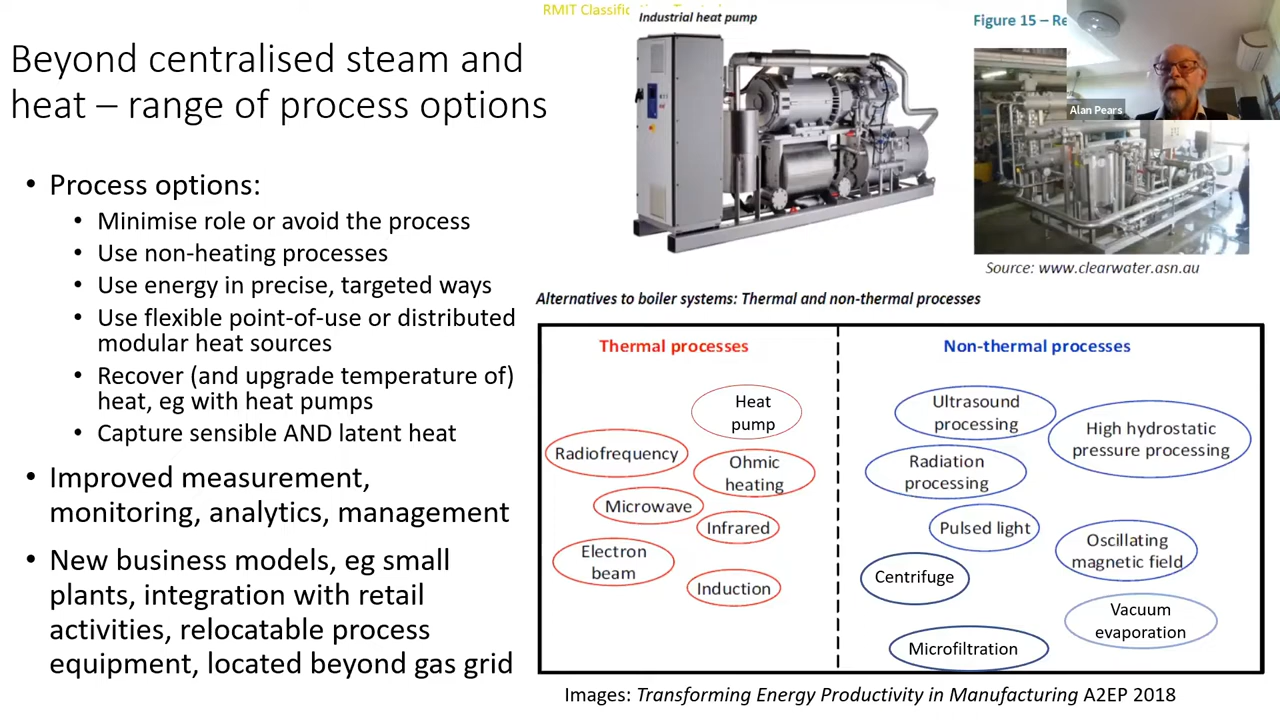 RMIT Classific
Beyond centralised steam and
heat – range of process options
• Process options:
• Minimise role or avoid the process
• Use non-heating processes
• Use energy in precise, targeted ways
• Use flexible point-of-use or distributed
modular heat sources
• Recover (and upgrade temperature of)
heat, eg with heat pumps
• Capture sensible AND latent heat
• Improved measurement,
monitoring, analytics, management
• New business models, eg small
plants, integration with retail
activities, relocatable process
equipment, located beyond gas grid
Industrial heat pump
Figure 15 – Re
Alan Pears
Source: www.clearwater.asn.au
Alternatives to boiler systems: Thermal and non-thermal processes
Thermal processes
Heat
pump
Radiofrequency
Ohmic
heating
Microwave
Infrared
Electron
beam
Induction
Non-thermal processes
Ultrasound
processing
High hydrostatic
pressure processing
Radiation
processing
Pulsed light
Oscillating
magnetic field
Centrifuge
Vacuum
evaporation
Microfiltration
Images: Transforming Energy Productivity in Manufacturing A2EP 2018